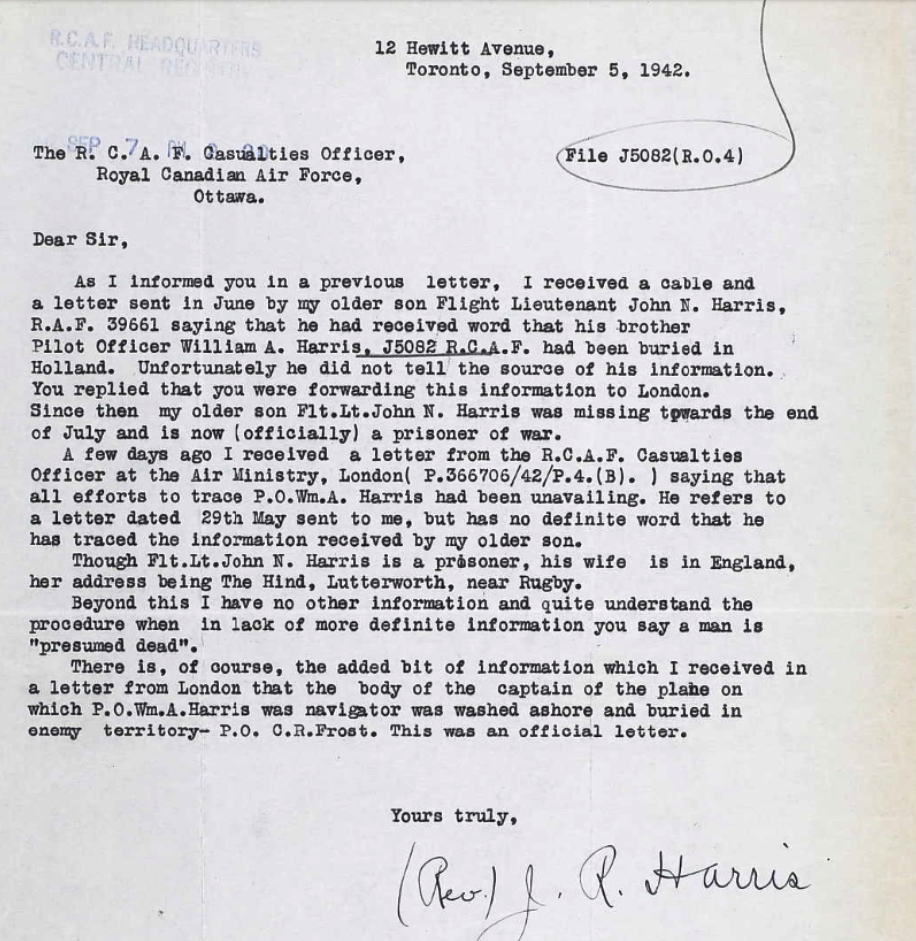 R.C.A.F. HEADQUARTERS
CENTRAL
12 Hewitt Avenue,
Toronto, September 5, 1942.
SEP 7
The R. C. A. F. Casualties Officer,
File J5082(R.O.4)
Royal Canadian Air Force,
Ottawa.
Dear Sir,
As I informed you in a previous letter, I received a cable and
a letter sent in June by my older son Flight Lieutenant John N. Harris,
R.A.F. 39661 saying that he had received word that his brother
Pilot Officer William A. Harris, J5082 R.C.A.F. had been buried in
Holland. Unfortunately he did not tell the source of his information.
You replied that you were forwarding this information to London.
Since then my older son Flt.Lt.John N. Harris was missing towards the end
of July and is now (officially) a prisoner of war.
A few days ago I received a letter from the R.C.A.F. Casualties
Officer at the Air Ministry, London( P.366706/42/P.4.(B). ) saying that
all efforts to trace P.O.Wm.A. Harris had been unavailing. He refers to
a letter dated 29th May sent to me, but has no definite word that he
has traced the information received by my older son.
Though Flt.Lt.John N. Harris is a prisoner, his wife is in England,
her address being The Hind, Lutterworth, near Rugby.
Beyond this I have no other information and quite understand the
procedure when in lack of more definite information you say a man is
"presumed dead".
There is, of course, the added bit of information which I received in
a letter from London that the body of the captain of the plane on
which P.O.Wm.A.Harris was navigator was washed ashore and buried in
enemy territory- P.O. C.R.Frost. This was an official letter.
Yours truly,
(Rev.) J. R. Harris